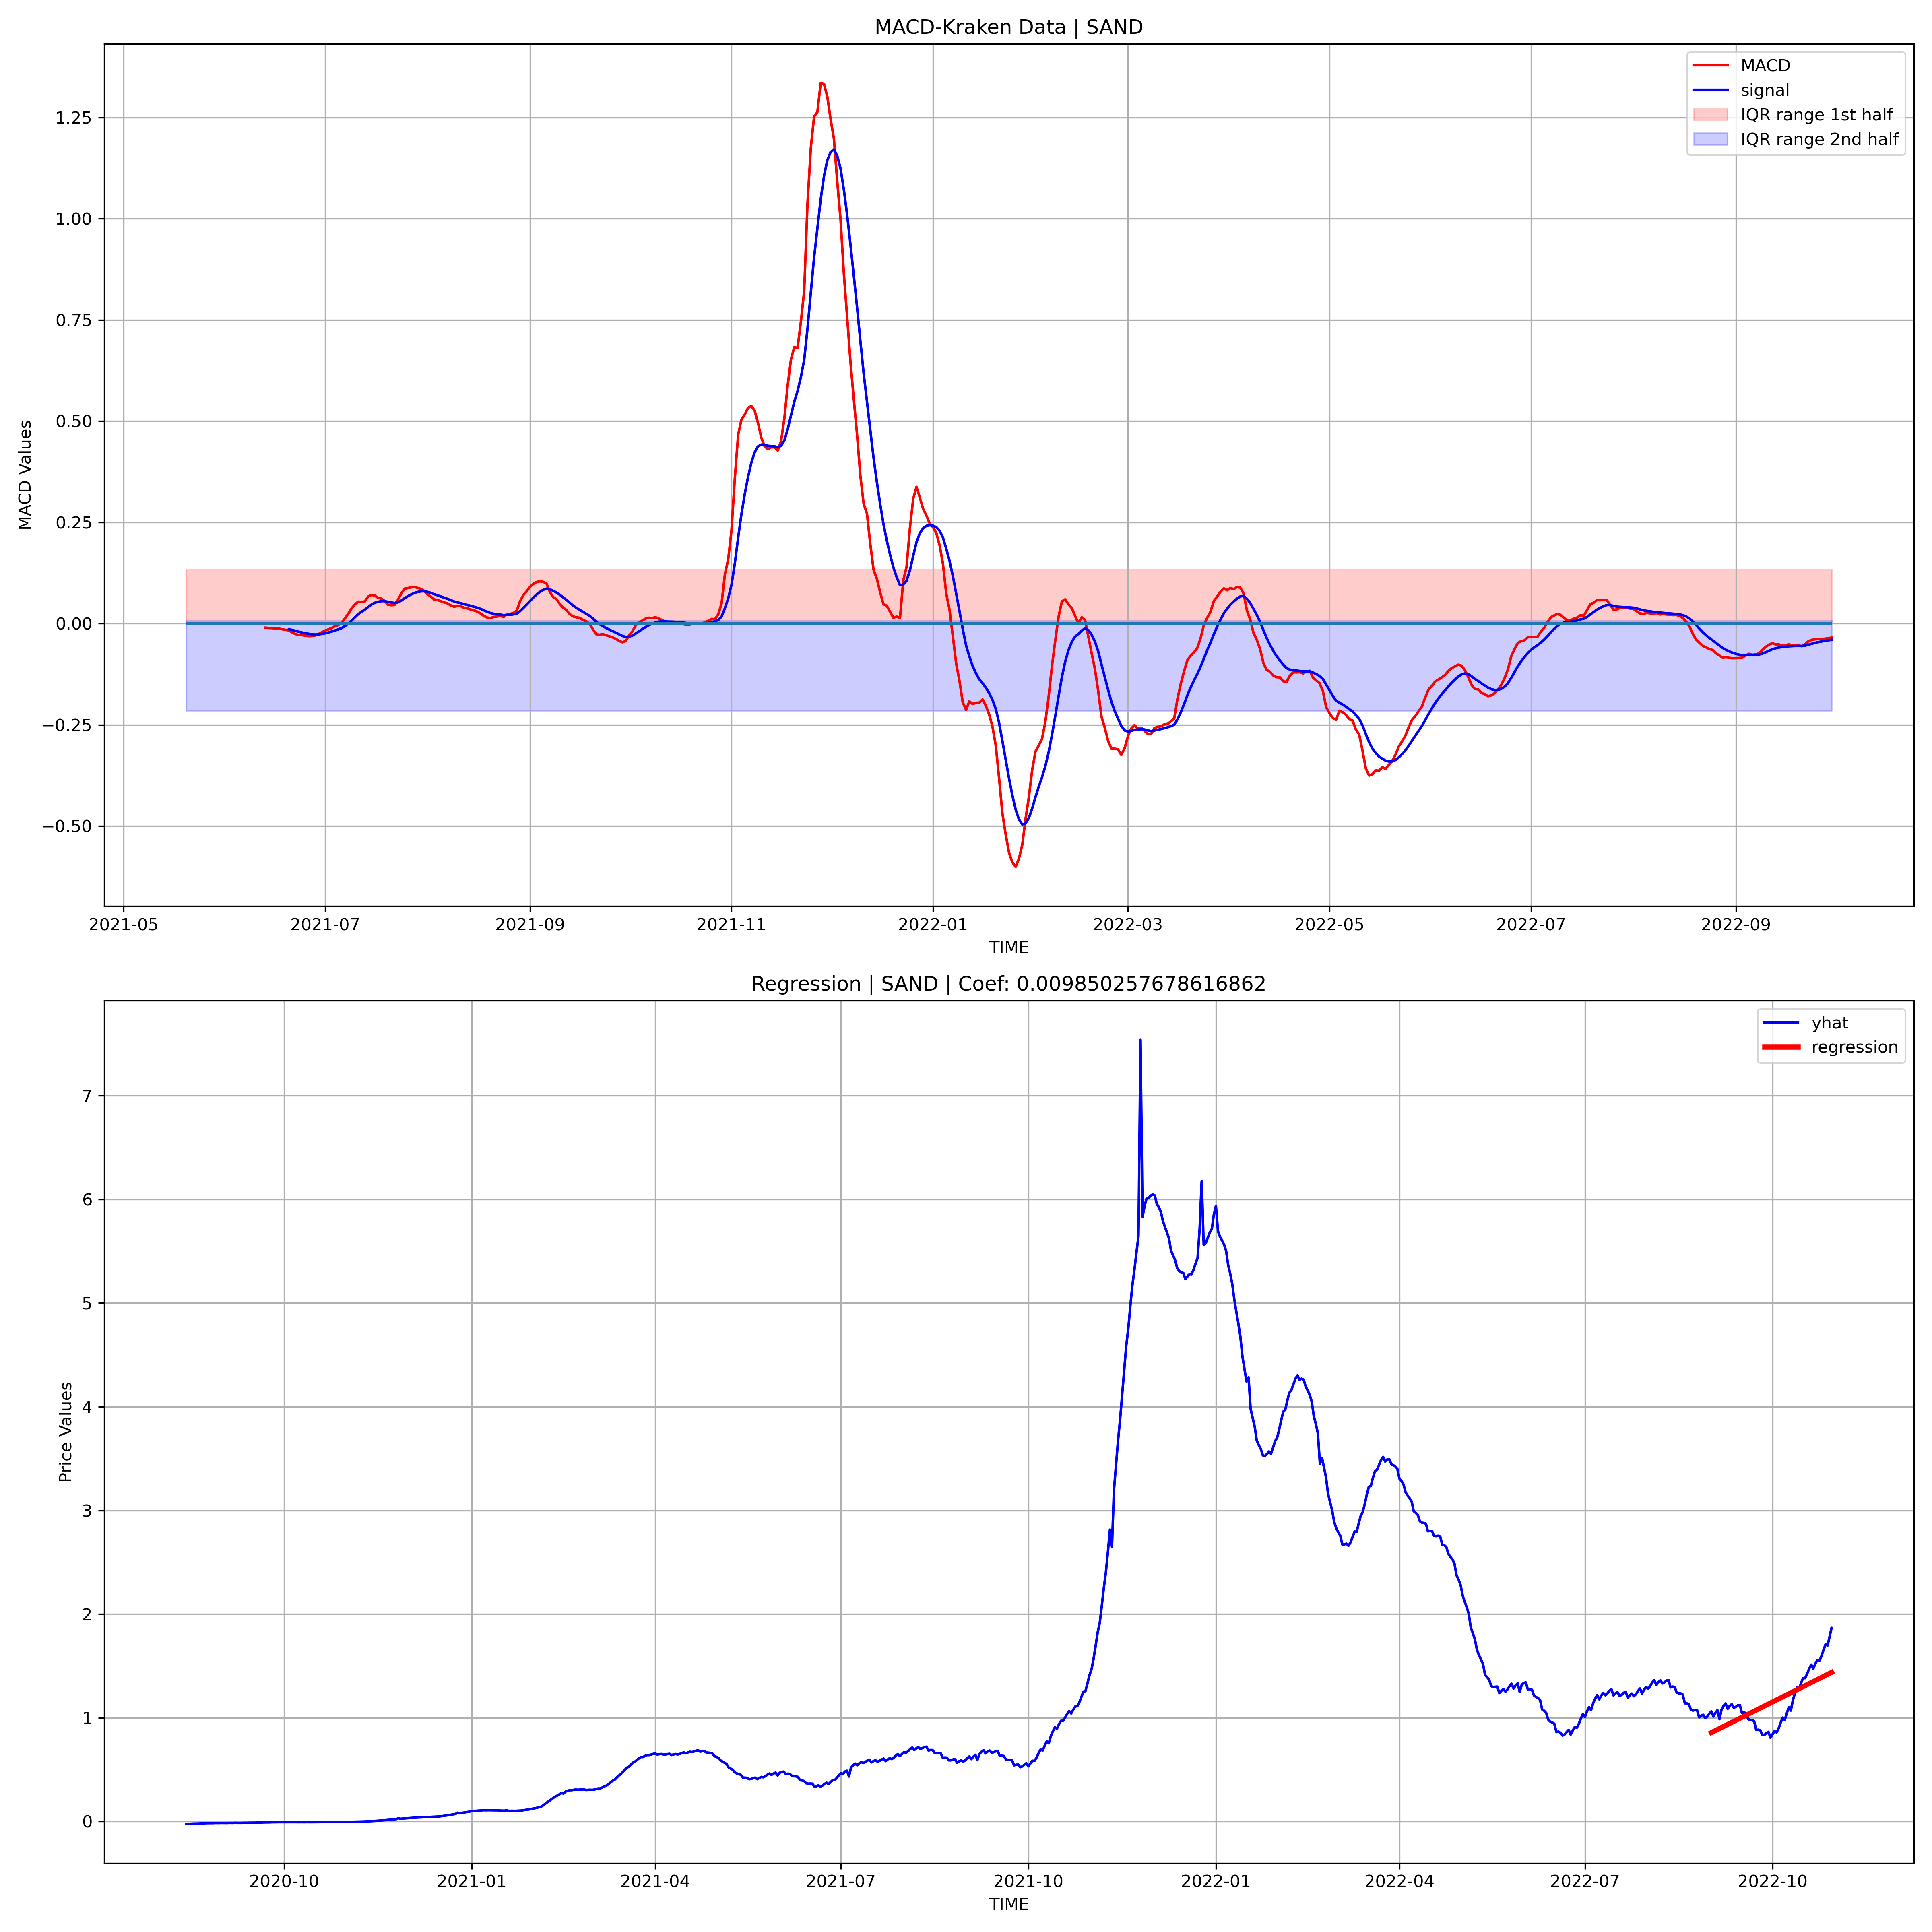 MACD-Kraken Data | SAND
MACD
signal
IQR range 1st half
IQR range 2nd half
MACD Values
1.25
1.00
0.75
0.50
0.25
0.00
−0.25
−0.50
2021-05 2021-07 2021-09 2021-11 2022-01 2022-03 2022-05 2022-07 2022-09
TIME
Regression | SAND | Coef: 0.009850257678616862
yhat
regression
Price Values
7
6
5
4
3
2
1
0
2020-10 2021-01 2021-04 2021-07 2021-10 2022-01 2022-04 2022-07 2022-10
TIME